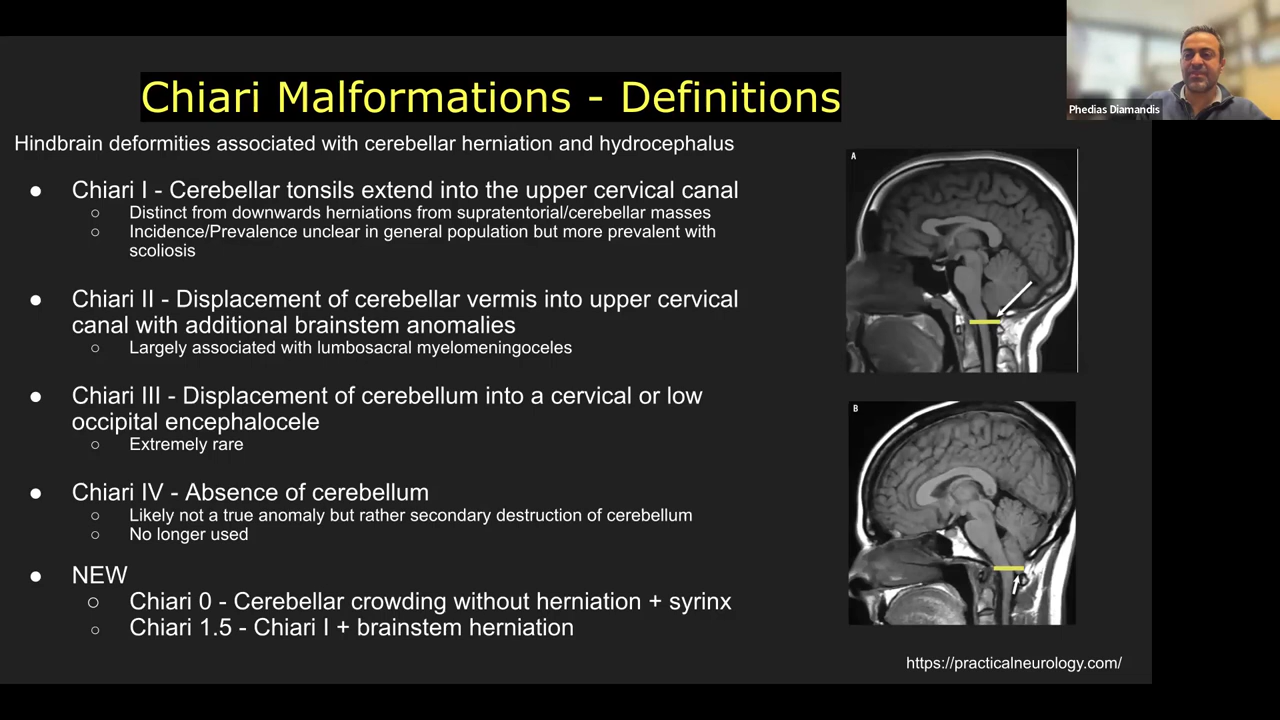 Chiari Malformations - Definitions
Phedias Diamandis
Hindbrain deformities associated with cerebellar herniation and hydrocephalus
● Chiari I - Cerebellar tonsils extend into the upper cervical canal
○ Distinct from downwards herniations from supratentorial/cerebellar masses
○ Incidence/Prevalence unclear in general population but more prevalent with
scoliosis
● Chiari II - Displacement of cerebellar vermis into upper cervical
canal with additional brainstem anomalies
○ Largely associated with lumbosacral myelomeningoceles
● Chiari III - Displacement of cerebellum into a cervical or low
occipital encephalocele
○ Extremely rare
● Chiari IV - Absence of cerebellum
○ Likely not a true anomaly but rather secondary destruction of cerebellum
○ No longer used
● NEW
○ Chiari 0 - Cerebellar crowding without herniation + syrinx
○ Chiari 1.5 - Chiari I + brainstem herniation
A
B
https://practicalneurology.com/